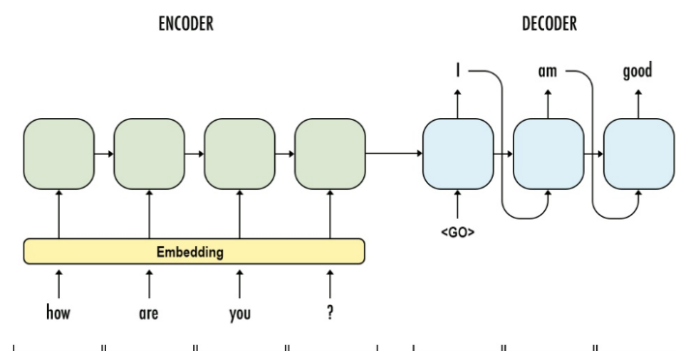 ENCODER DECODER
I am good
<GO>
Embedding
how are you ?